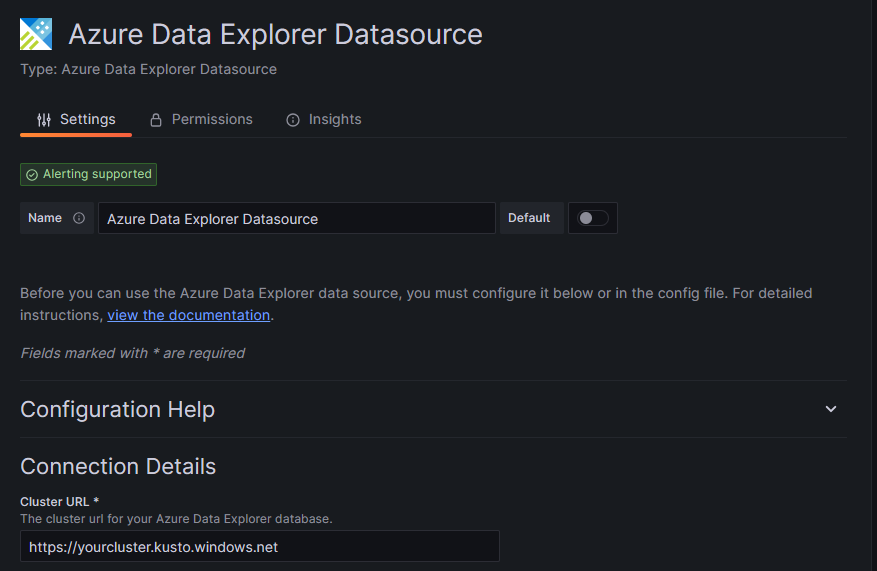 Azure Data Explorer Datasource
Type: Azure Data Explorer Datasource
Settings Permissions Insights
Alerting supported
Name Azure Data Explorer Datasource Default
Before you can use the Azure Data Explorer data source, you must configure it below or in the config file. For detailed
instructions, view the documentation.
Fields marked with * are required
Configuration Help
Connection Details
Cluster URL *
The cluster url for your Azure Data Explorer database.
https://yourcluster.kusto.windows.net